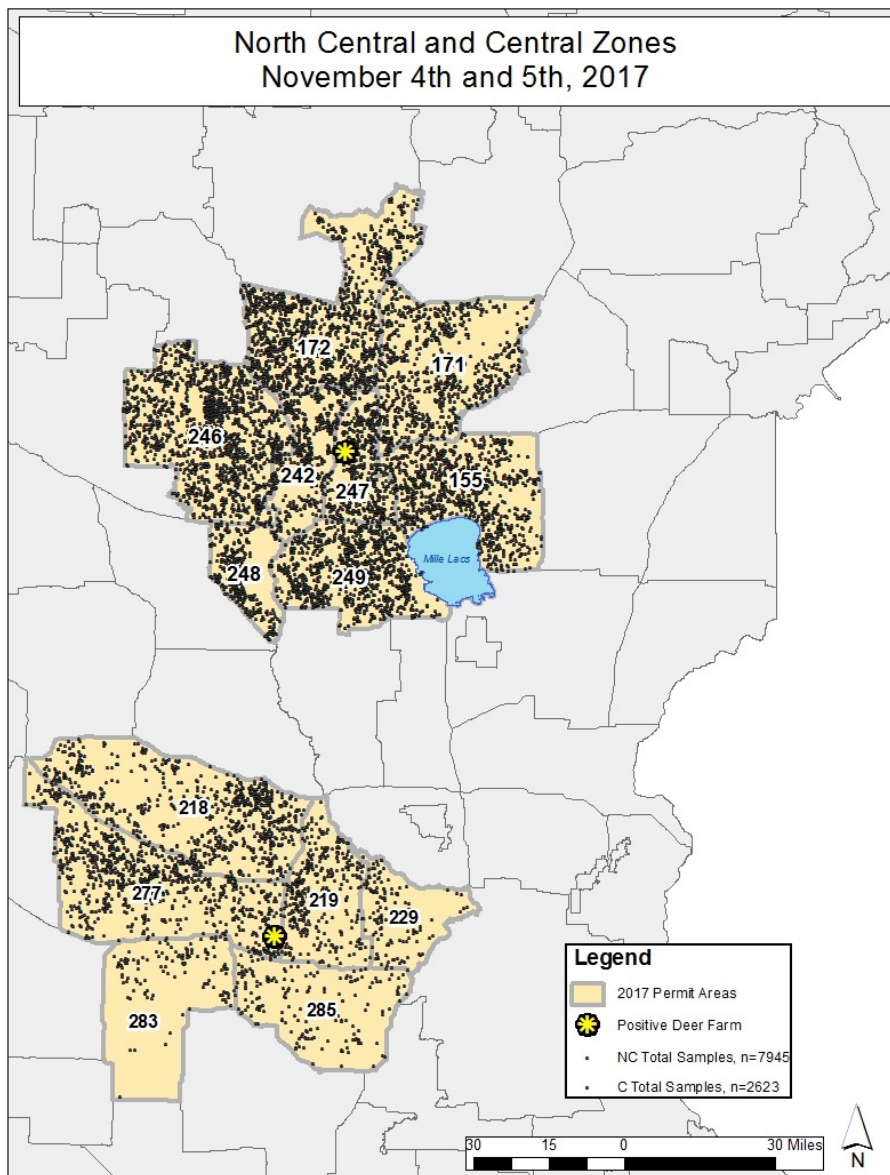 North Central and Central Zones
November 4th and 5th, 2017
172
171
246
242
247
155
Mille Lacs
248
249
218
277
219
229
283
285
Legend
2017 Permit Areas
Positive Deer Farm
NC Total Samples, n=7945
C Total Samples, n=2623
30 15 0 30 Miles
N